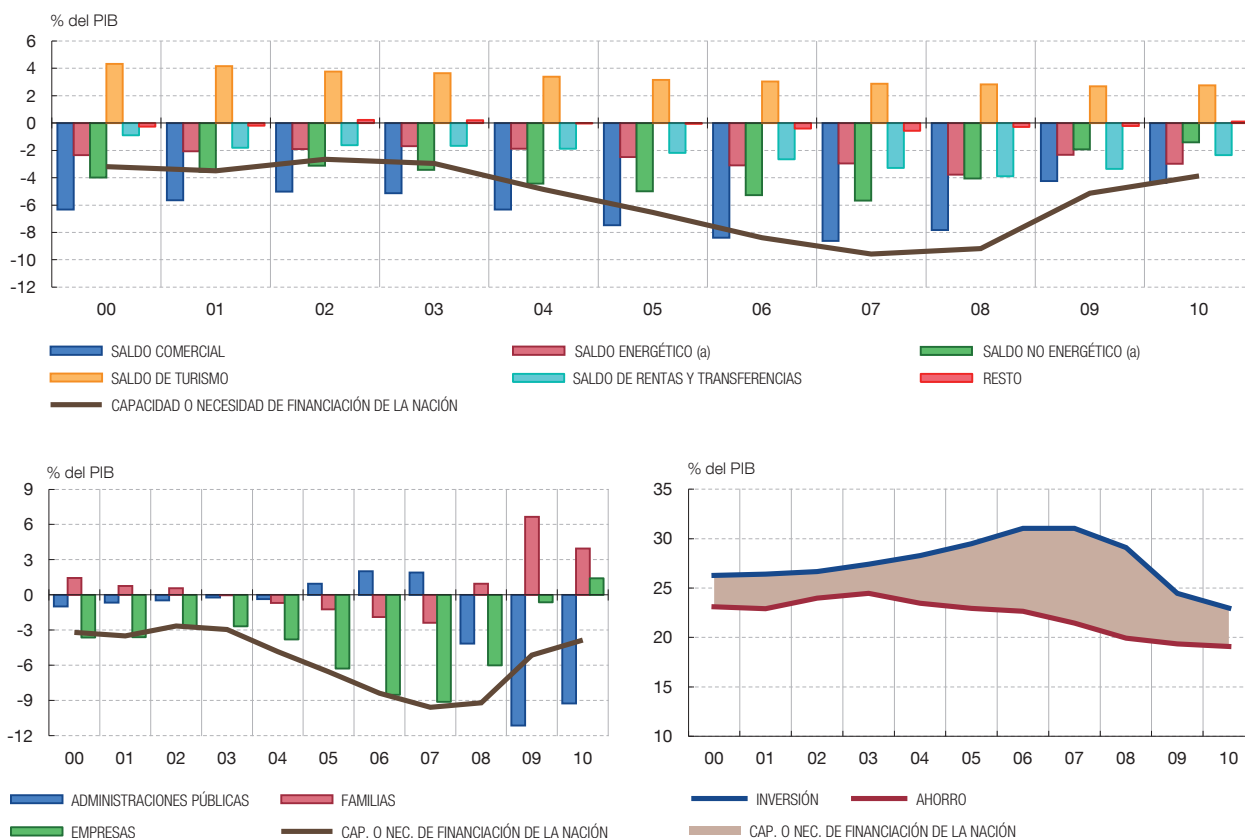 % del PIB
6
4
2
0
-2
-4
-6
-8
-10
-12
00 01 02 03 04 05 06 07 08 09 10
SALDO COMERCIAL SALDO ENERGÉTICO (a) SALDO NO ENERGÉTICO (a)
SALDO DE TURISMO SALDO DE RENTAS Y TRANSFERENCIAS RESTO
CAPACIDAD O NECESIDAD DE FINANCIACIÓN DE LA NACIÓN
% del PIB
9
6
3
0
-3
-6
-9
-12
00 01 02 03 04 05 06 07 08 09 10
ADMINISTRACIONES PÚBLICAS FAMILIAS
EMPRESAS CAP. O NEC. DE FINANCIACIÓN DE LA NACIÓN
% del PIB
35
30
25
20
15
10
00 01 02 03 04 05 06 07 08 09 10
INVERSIÓN AHORRO
CAP. O NEC. DE FINANCIACIÓN DE LA NACIÓN